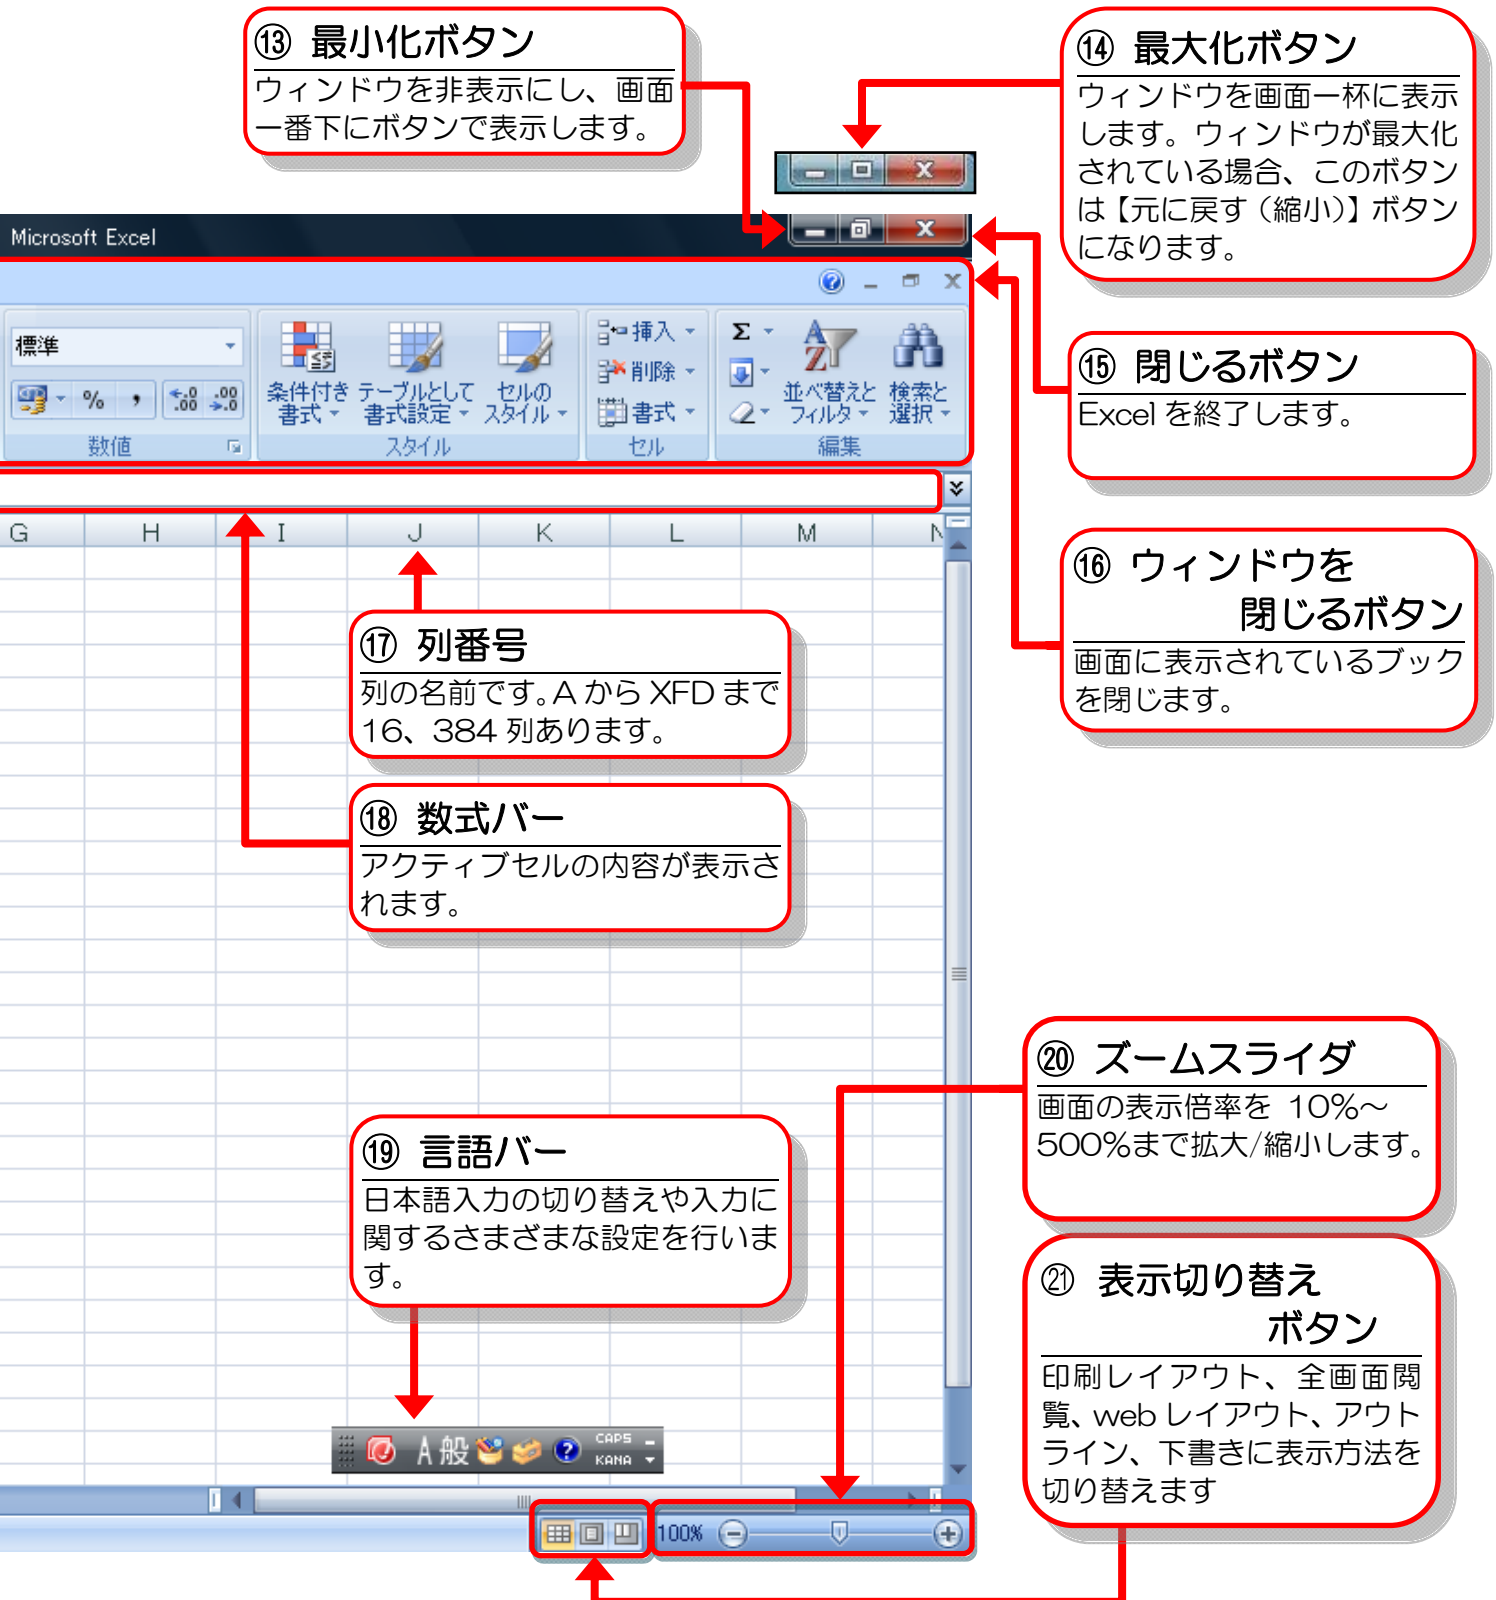 ⑬ 最小化ボタン
ウィンドウを非表示にし、画面
一番下にボタンで表示します。
⑭ 最大化ボタン
ウィンドウを画面一杯に表示
します。ウィンドウが最大化
されている場合、このボタン
は【元に戻す（縮小）】ボタン
になります。
Microsoft Excel
標準
% , .0 .00 .00 .0
数値
条件付き
書式
テーブルとして
書式設定
セルの
スタイル
スタイル
挿入
削除
書式
セル
Σ
A
Z
並べ替えと
フィルタ
検索と
選択
編集
⑮ 閉じるボタン
Excel を終了します。
G H I J K L M N
⑯ ウィンドウを
閉じるボタン
画面に表示されているブック
を閉じます。
⑰ 列番号
列の名前です。A から XFD まで
16、384 列あります。
⑱ 数式バー
アクティブセルの内容が表示さ
れます。
⑳ ズームスライダ
画面の表示倍率を 10%～
500%まで拡大/縮小します。
⑲ 言語バー
日本語入力の切り替えや入力に
関するさまざまな設定を行いま
す。
㉑ 表示切り替え
ボタン
印刷レイアウト、全画面閲
覧、web レイアウト、アウト
ライン、下書きに表示方法を
切り替えます
A 般 CAPS
KANA
100%